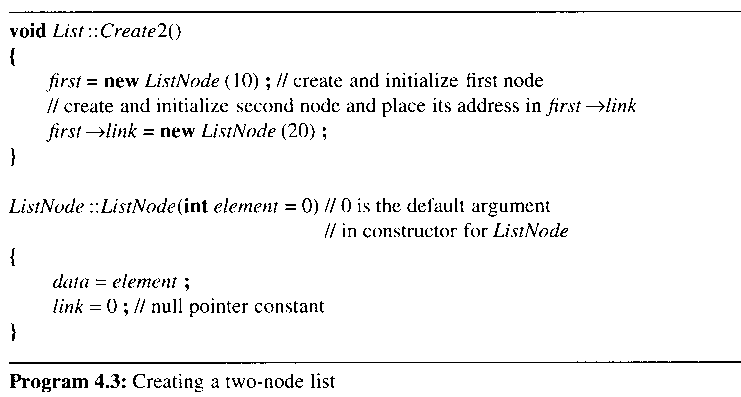 void List::Create2()
{
first = new ListNode (10) ; // create and initialize first node
// create and initialize second node and place its address in first →link
first →link = new ListNode (20) ;
}
ListNode ::ListNode(int element = 0) // 0 is the default argument
// in constructor for ListNode
{
data = element ;
link = 0 ; // null pointer constant
}
Program 4.3: Creating a two-node list